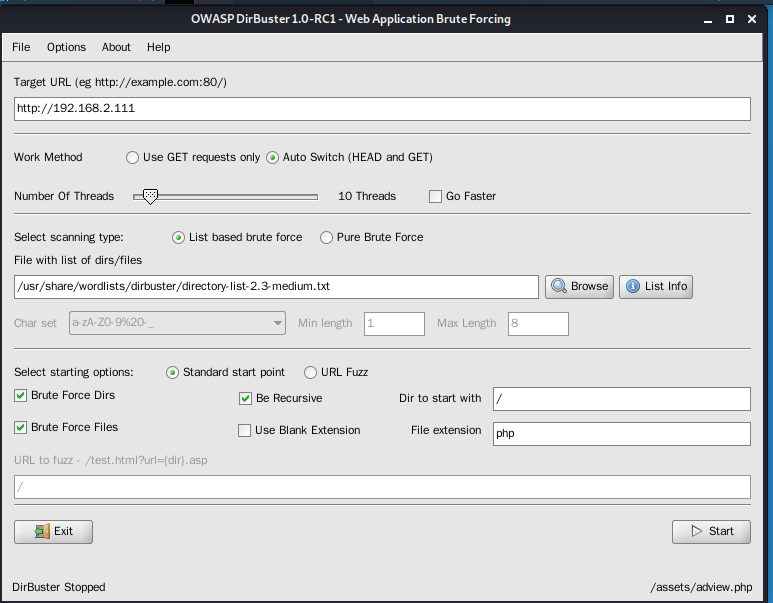 OWASP DirBuster 1.0-RC1 - Web Application Brute Forcing
File Options About Help
Target URL (eg http://example.com:80/)
http://192.168.2.111
Work Method Use GET requests only Auto Switch (HEAD and GET)
Number Of Threads 10 Threads Go Faster
Select scanning type: List based brute force Pure Brute Force
File with list of dirs/files
/usr/share/wordlists/dirbuster/directory-list-2.3-medium.txt Browse List Info
Char set a-zA-Z0-9%20-_ Min length 1 Max Length 8
Select starting options: Standard start point URL Fuzz
Brute Force Dirs Be Recursive Dir to start with /
Brute Force Files Use Blank Extension File extension php
URL to fuzz - /test.html?url={dir}.asp
/
Exit Start
DirBuster Stopped /assets/adview.php